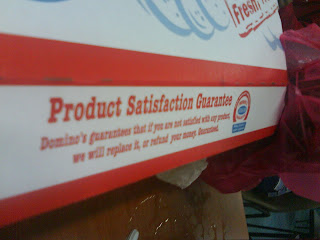 Fresh
Product Satisfaction Guarantee
Domino's guarantees that if you are not satisfied with any product,
we will replace it, or refund your money. Guaranteed.